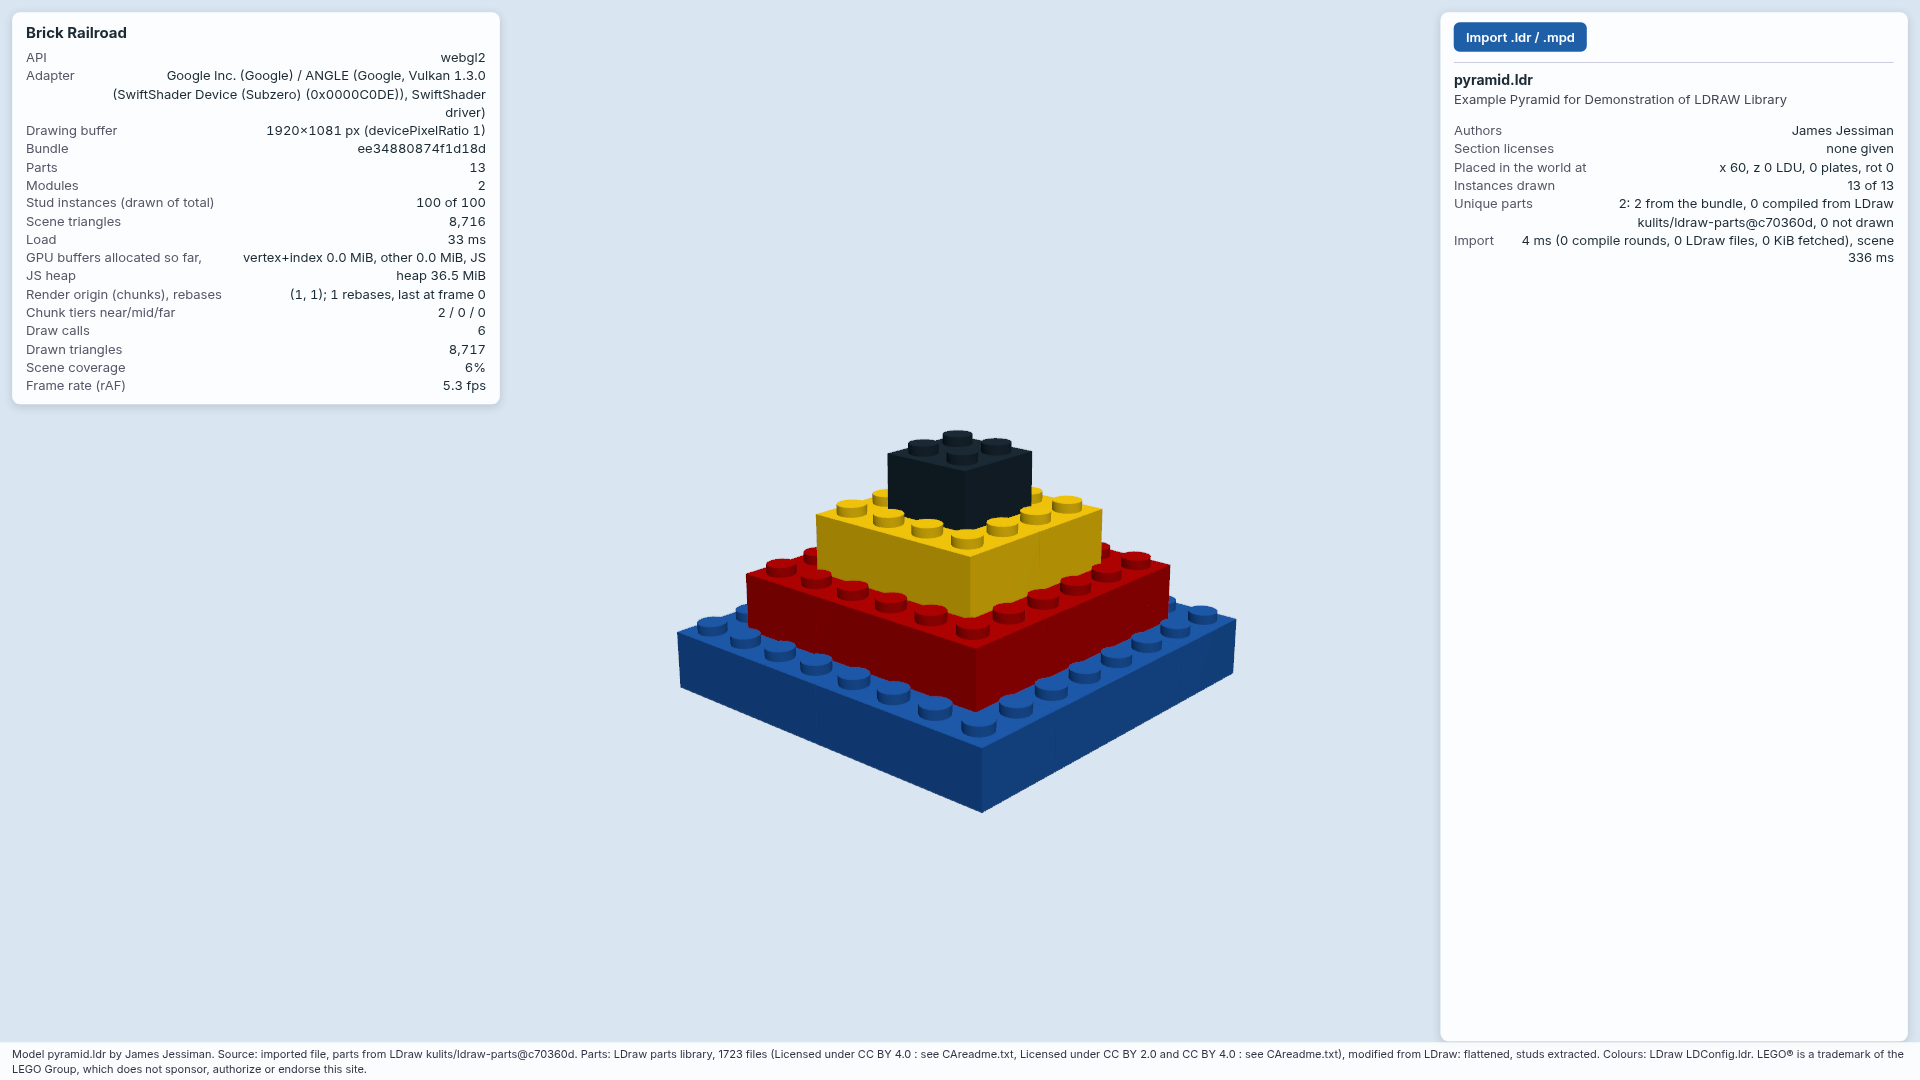 Brick Railroad
API webgl2
Adapter Google Inc. (Google) / ANGLE (Google, Vulkan 1.3.0
(SwiftShader Device (Subzero) (0x0000C0DE)), SwiftShader
driver)
Drawing buffer 1920×1081 px (devicePixelRatio 1)
Bundle ee34880874f1d18d
Parts 13
Modules 2
Stud instances (drawn of total) 100 of 100
Scene triangles 8,716
Load 33 ms
GPU buffers allocated so far, vertex+index 0.0 MiB, other 0.0 MiB, JS
JS heap heap 36.5 MiB
Render origin (chunks), rebases (1, 1); 1 rebases, last at frame 0
Chunk tiers near/mid/far 2 / 0 / 0
Draw calls 6
Drawn triangles 8,717
Scene coverage 6%
Frame rate (rAF) 5.3 fps
Import .ldr / .mpd
pyramid.ldr
Example Pyramid for Demonstration of LDRAW Library
Authors James Jessiman
Section licenses none given
Placed in the world at x 60, z 0 LDU, 0 plates, rot 0
Instances drawn 13 of 13
Unique parts 2: 2 from the bundle, 0 compiled from LDraw
kulits/ldraw-parts@c70360d, 0 not drawn
Import 4 ms (0 compile rounds, 0 LDraw files, 0 KiB fetched), scene
336 ms
Model pyramid.ldr by James Jessiman. Source: imported file, parts from LDraw kulits/ldraw-parts@c70360d. Parts: LDraw parts library, 1723 files (Licensed under CC BY 4.0 : see CAreadme.txt, Licensed under CC BY 2.0 and CC BY 4.0 : see CAreadme.txt), modified from LDraw: flattened, studs extracted. Colours: LDraw LDConfig.ldr. LEGO® is a trademark of the
LEGO Group, which does not sponsor, authorize or endorse this site.